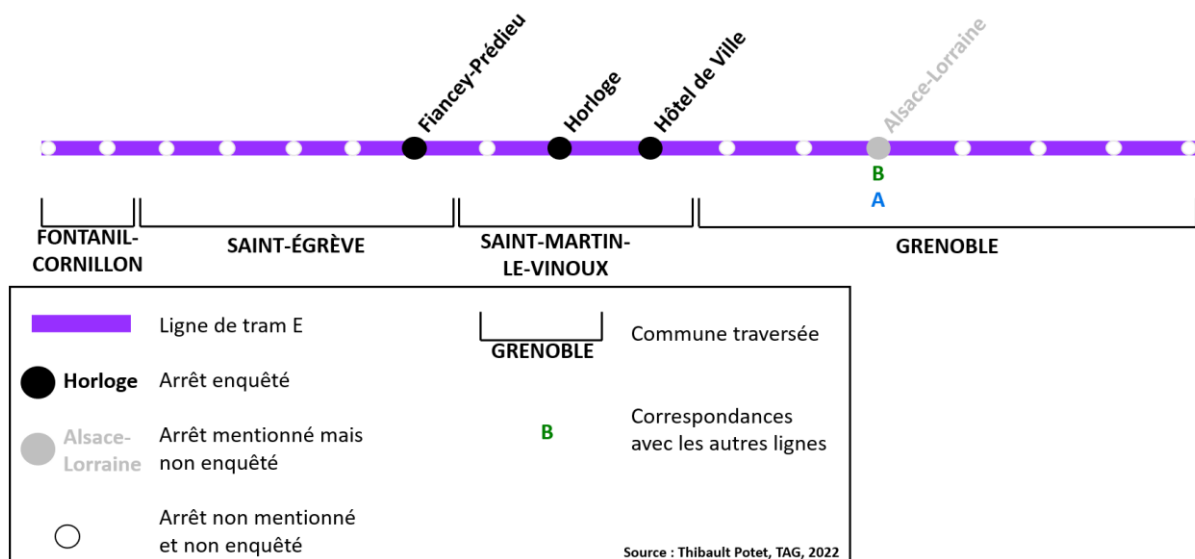 Fiancey-Prédieu
Horloge
Hôtel de Ville
Alsace-Lorraine
B
A
FONTANIL-
CORNILLON
SAINT-ÉGRÈVE
SAINT-MARTIN-
LE-VINOUX
GRENOBLE
Ligne de tram E
Horloge
Arrêt enquêté
Alsace-
Lorraine
Arrêt mentionné mais
non enquêté
Arrêt non mentionné
et non enquêté
GRENOBLE
Commune traversée
B
Correspondances
avec les autres lignes
Source : Thibault Potet, TAG, 2022